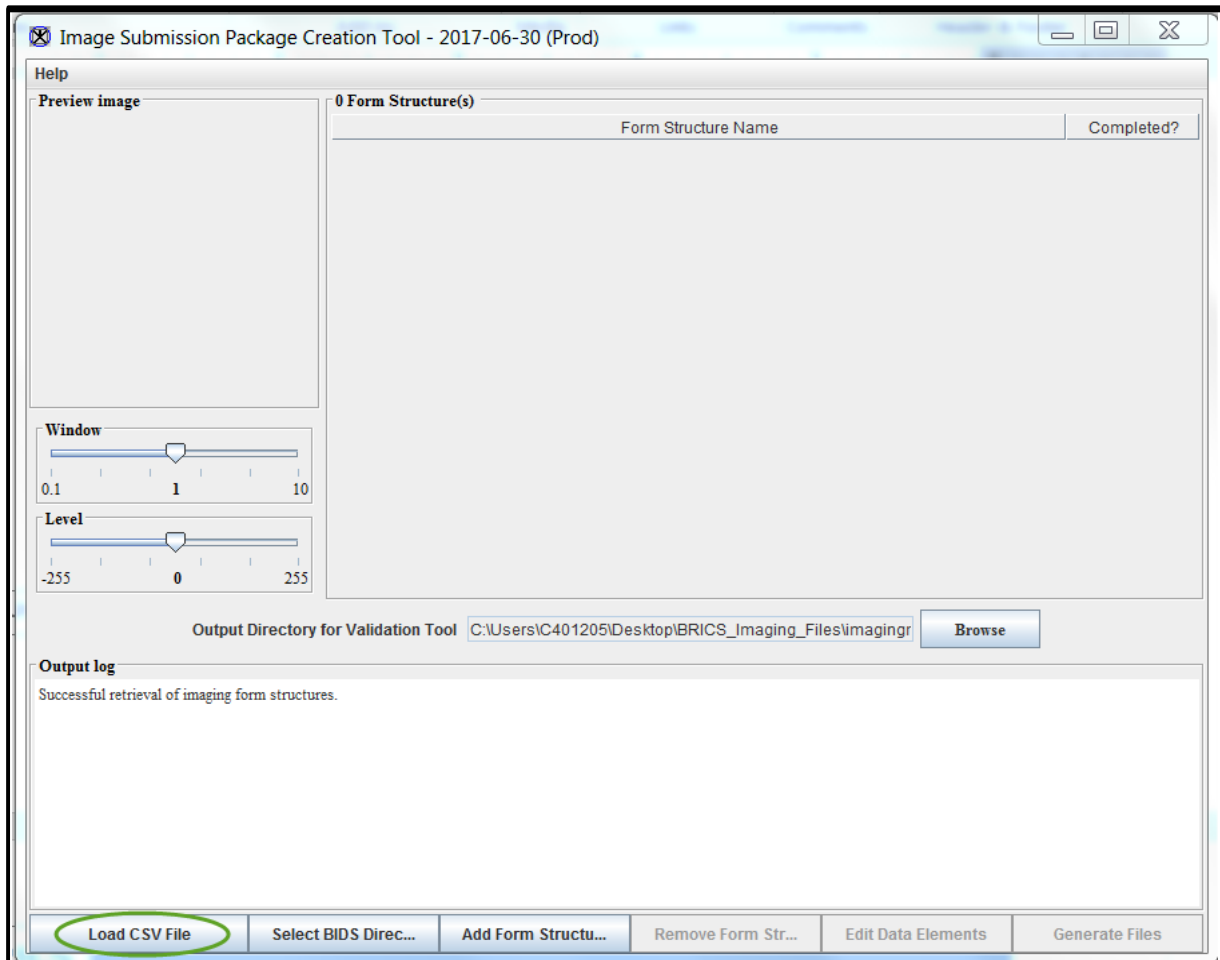 Image Submission Package Creation Tool - 2017-06-30 (Prod)
Help
Preview image
0 Form Structure(s)
Form Structure Name
Completed?
Window
0.1
1
10
Level
-255
0
255
Output Directory for Validation Tool
C:\Users\C401205\Desktop\BRICS_Imaging_Files\imagingr
Browse
Output log
Successful retrieval of imaging form structures.
Load CSV File
Select BIDS Direc...
Add Form Structu...
Remove Form Str...
Edit Data Elements
Generate Files